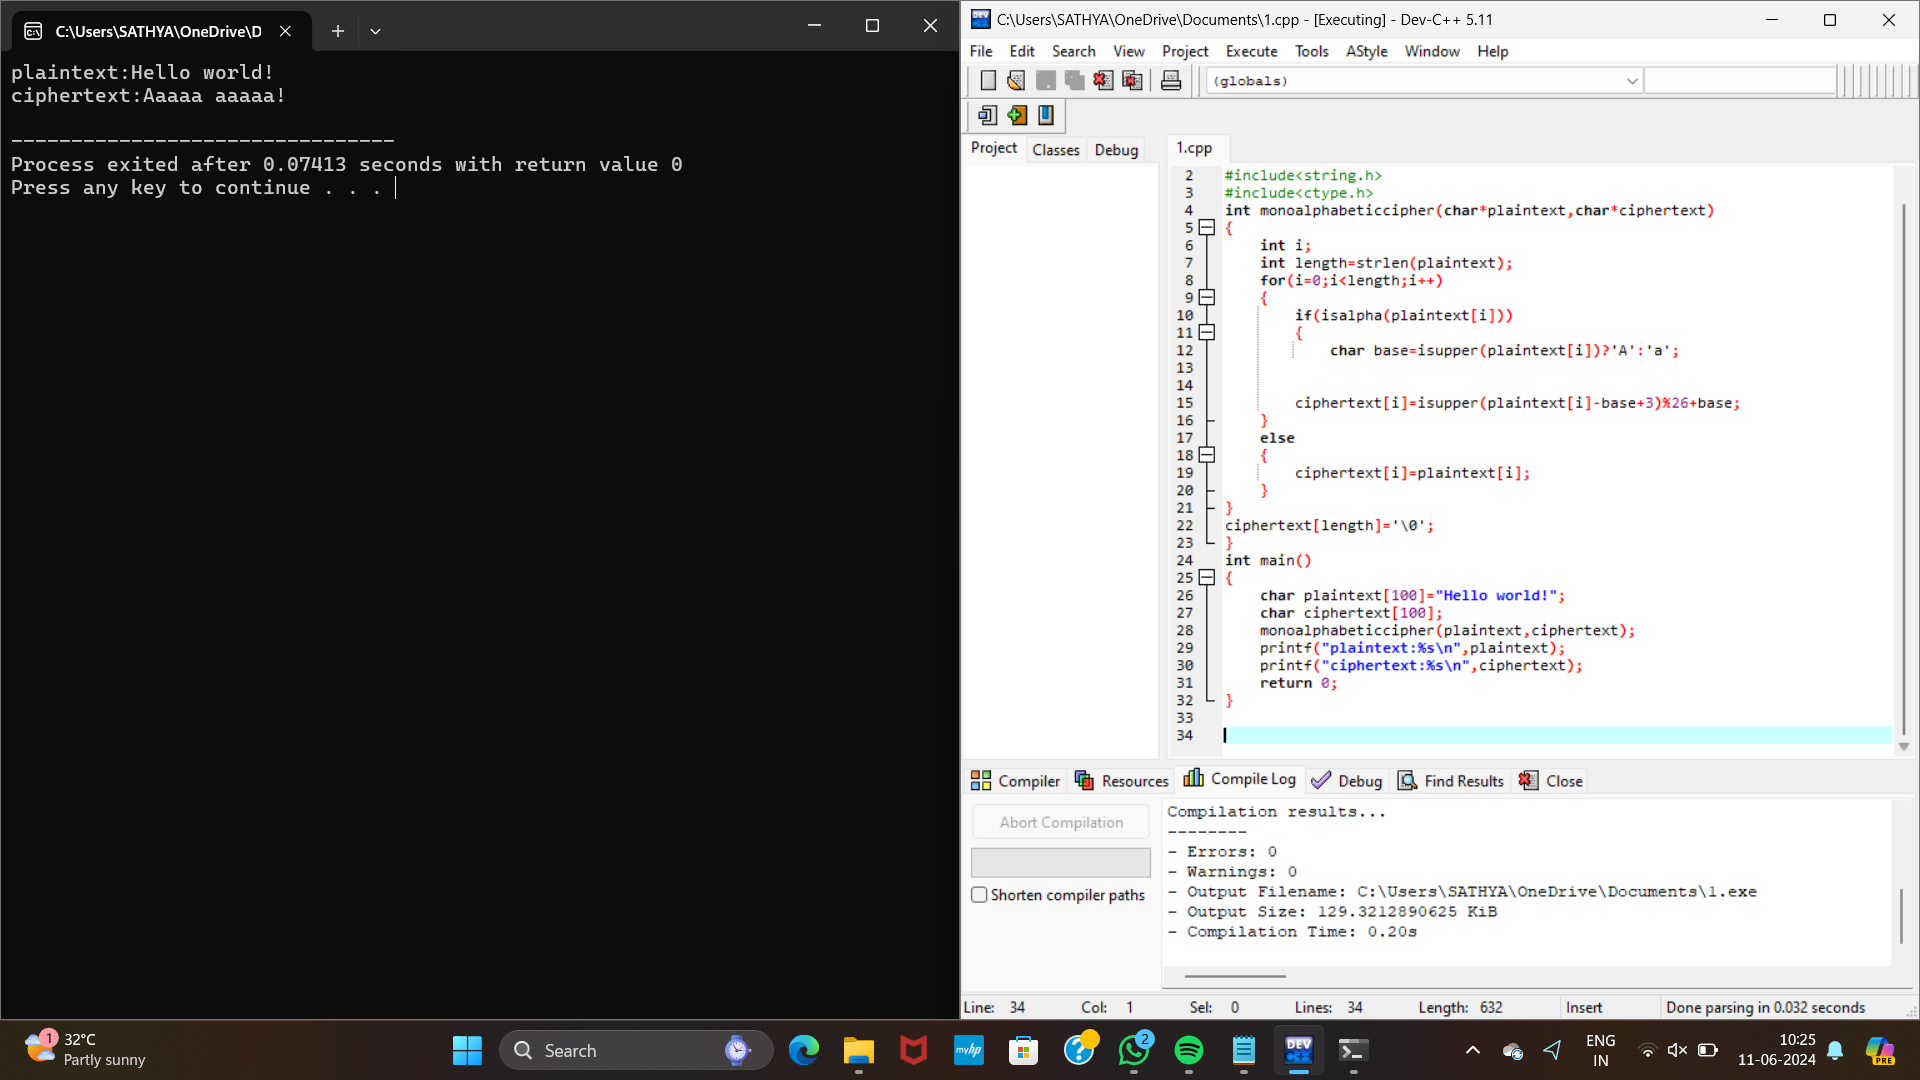 C:\Users\SATHYA\OneDrive\D
plaintext:Hello world!
ciphertext:Aaaaa aaaaa!
--------------------------------
Process exited after 0.07413 seconds with return value 0
Press any key to continue . . .
C:\Users\SATHYA\OneDrive\Documents\1.cpp - [Executing] - Dev-C++ 5.11
File Edit Search View Project Execute Tools AStyle Window Help
(globals)
Project Classes Debug
1.cpp
2 #include<string.h>
3 #include<ctype.h>
4 int monoalphabeticcipher(char*plaintext,char*ciphertext)
5 {
6 int i;
7 int length=strlen(plaintext);
8 for(i=0;i<length;i++)
9 {
10 if(isalpha(plaintext[i]))
11 {
12 char base=isupper(plaintext[i])?'A':'a';
13
14
15 ciphertext[i]=isupper(plaintext[i]-base+3)%26+base;
16 }
17 else
18 {
19 ciphertext[i]=plaintext[i];
20 }
21 }
22 ciphertext[length]='\0';
23 }
24 int main()
25 {
26 char plaintext[100]="Hello world!";
27 char ciphertext[100];
28 monoalphabeticcipher(plaintext,ciphertext);
29 printf("plaintext:%s\n",plaintext);
30 printf("ciphertext:%s\n",ciphertext);
31 return 0;
32 }
33
34
Compiler Resources Compile Log Debug Find Results Close
Abort Compilation
Shorten compiler paths
Compilation results...
--------
- Errors: 0
- Warnings: 0
- Output Filename: C:\Users\SATHYA\OneDrive\Documents\1.exe
- Output Size: 129.3212890625 KiB
- Compilation Time: 0.20s
Line: 34 Col: 1 Sel: 0 Lines: 34 Length: 632 Insert Done parsing in 0.032 seconds
1
32°C
Partly sunny
Search
myhp
2
DEV C++
ENG
IN
10:25
11-06-2024
PRE